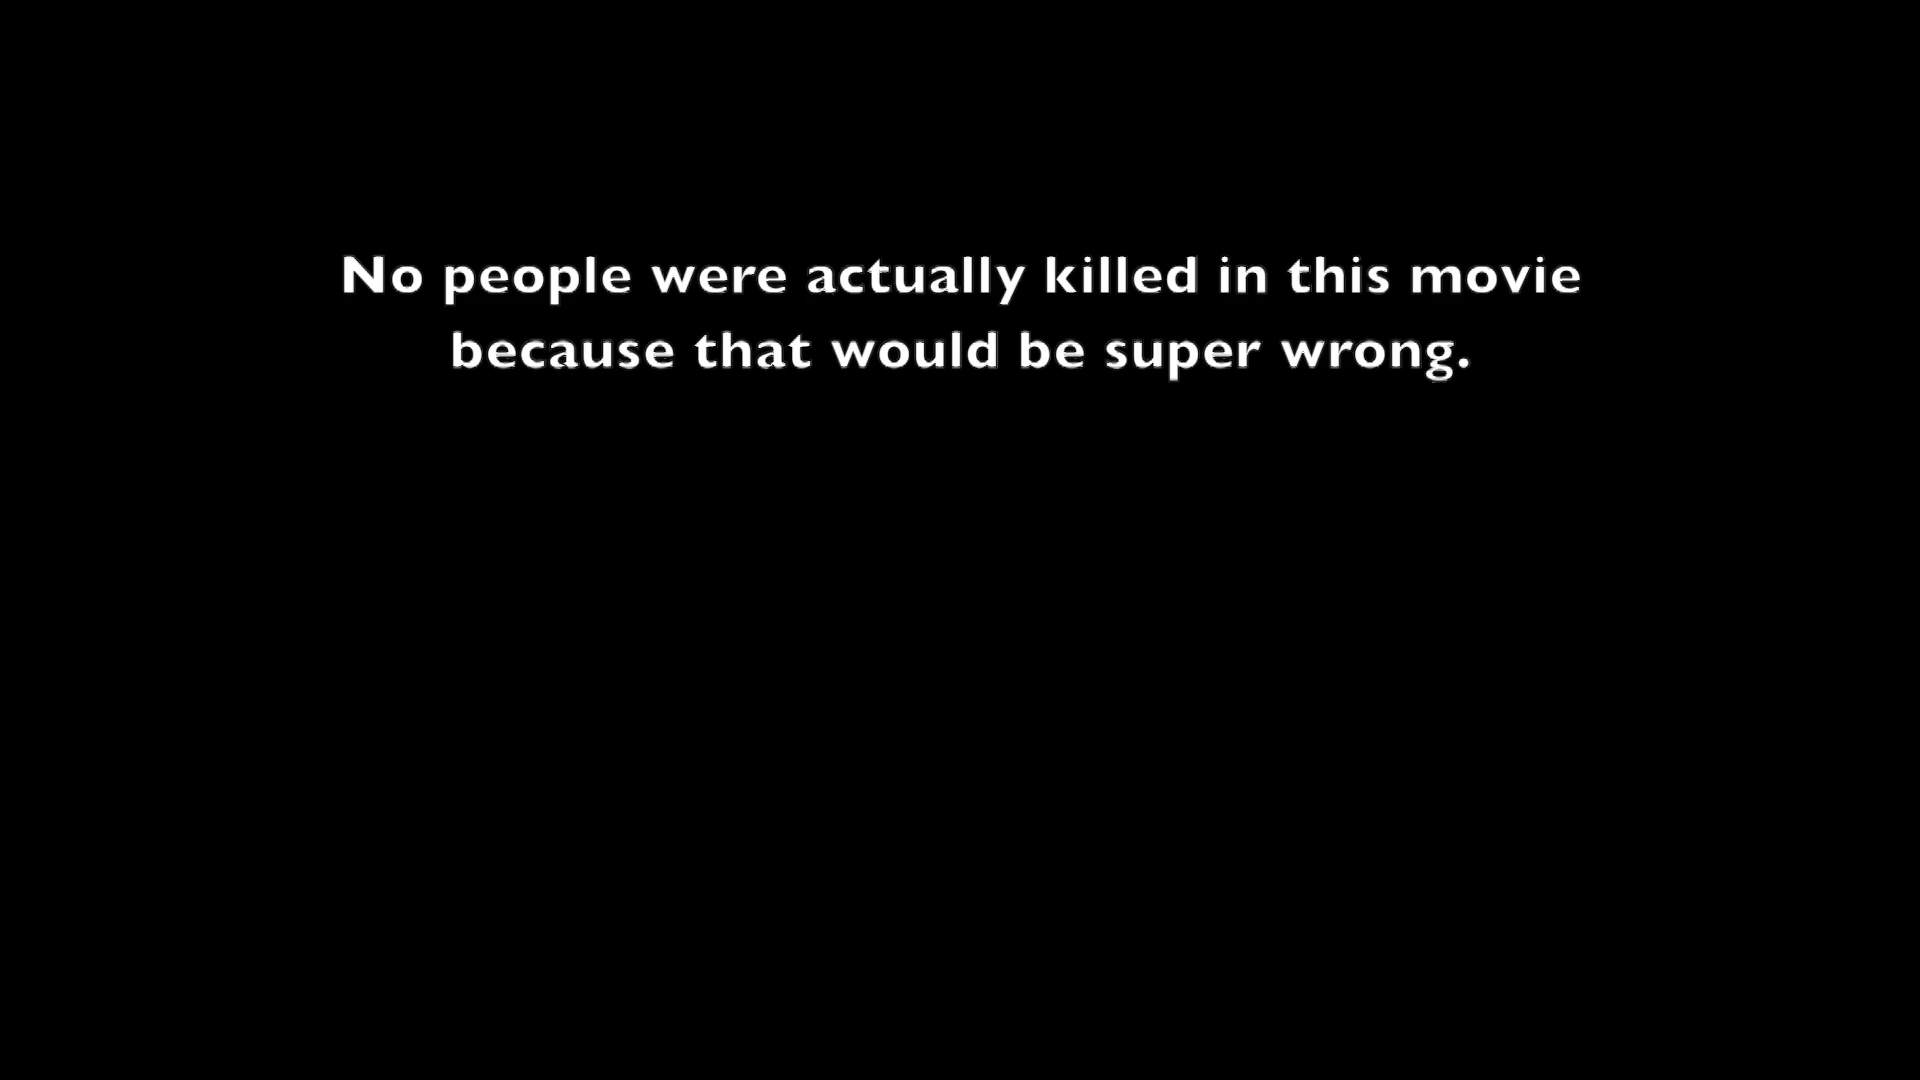 No people were actually killed in this movie
because that would be super wrong.